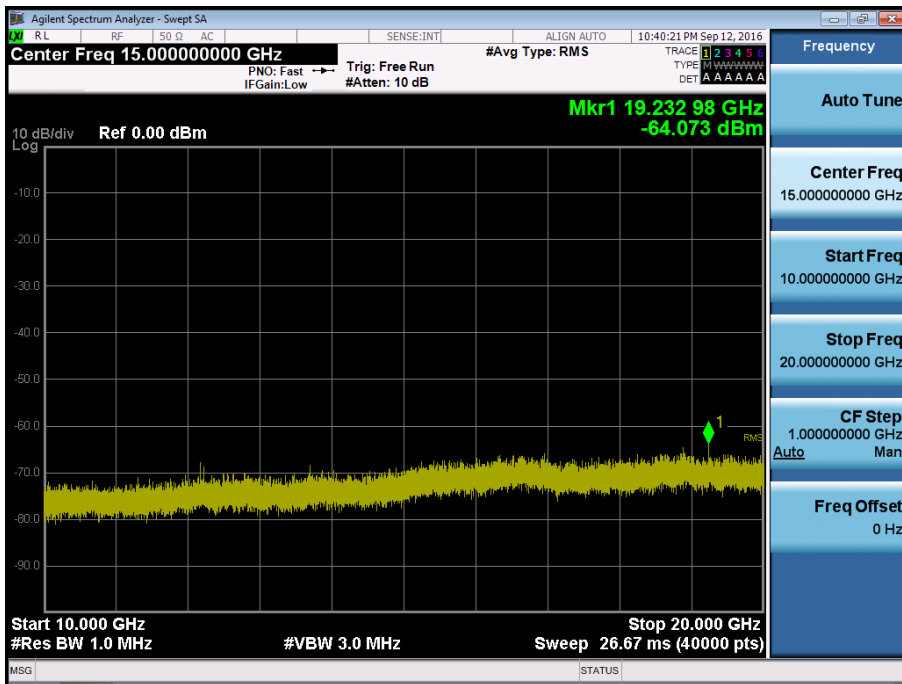 Agilent Spectrum Analyzer - Swept SA
LXI RL RF 50 Ω AC SENSE:INT ALIGN AUTO 10:40:21 PM Sep 12, 2016
Center Freq 15.000000000 GHz
PNO: Fast
IFGain:Low
Trig: Free Run
#Atten: 10 dB
#Avg Type: RMS
TRACE 1 2 3 4 5 6
TYPE M WWWWW
DET A A A A A A
Mkr1 19.232 98 GHz
-64.073 dBm
10 dB/div Ref 0.00 dBm
Log
-10.0
-20.0
-30.0
-40.0
-50.0
-60.0
-70.0
-80.0
-90.0
1
RMS
Start 10.000 GHz Stop 20.000 GHz
#Res BW 1.0 MHz #VBW 3.0 MHz Sweep 26.67 ms (40000 pts)
MSG STATUS
Frequency
Auto Tune
Center Freq
15.000000000 GHz
Start Freq
10.000000000 GHz
Stop Freq
20.000000000 GHz
CF Step
1.000000000 GHz
Auto Man
Freq Offset
0 Hz